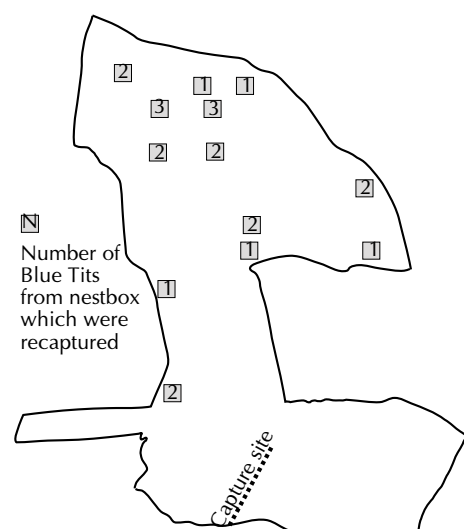 2
1 1
3 3
2 2
2
2
1 1
1
2
N
Number of
Blue Tits
from nestbox
which were
recaptured
Capture site